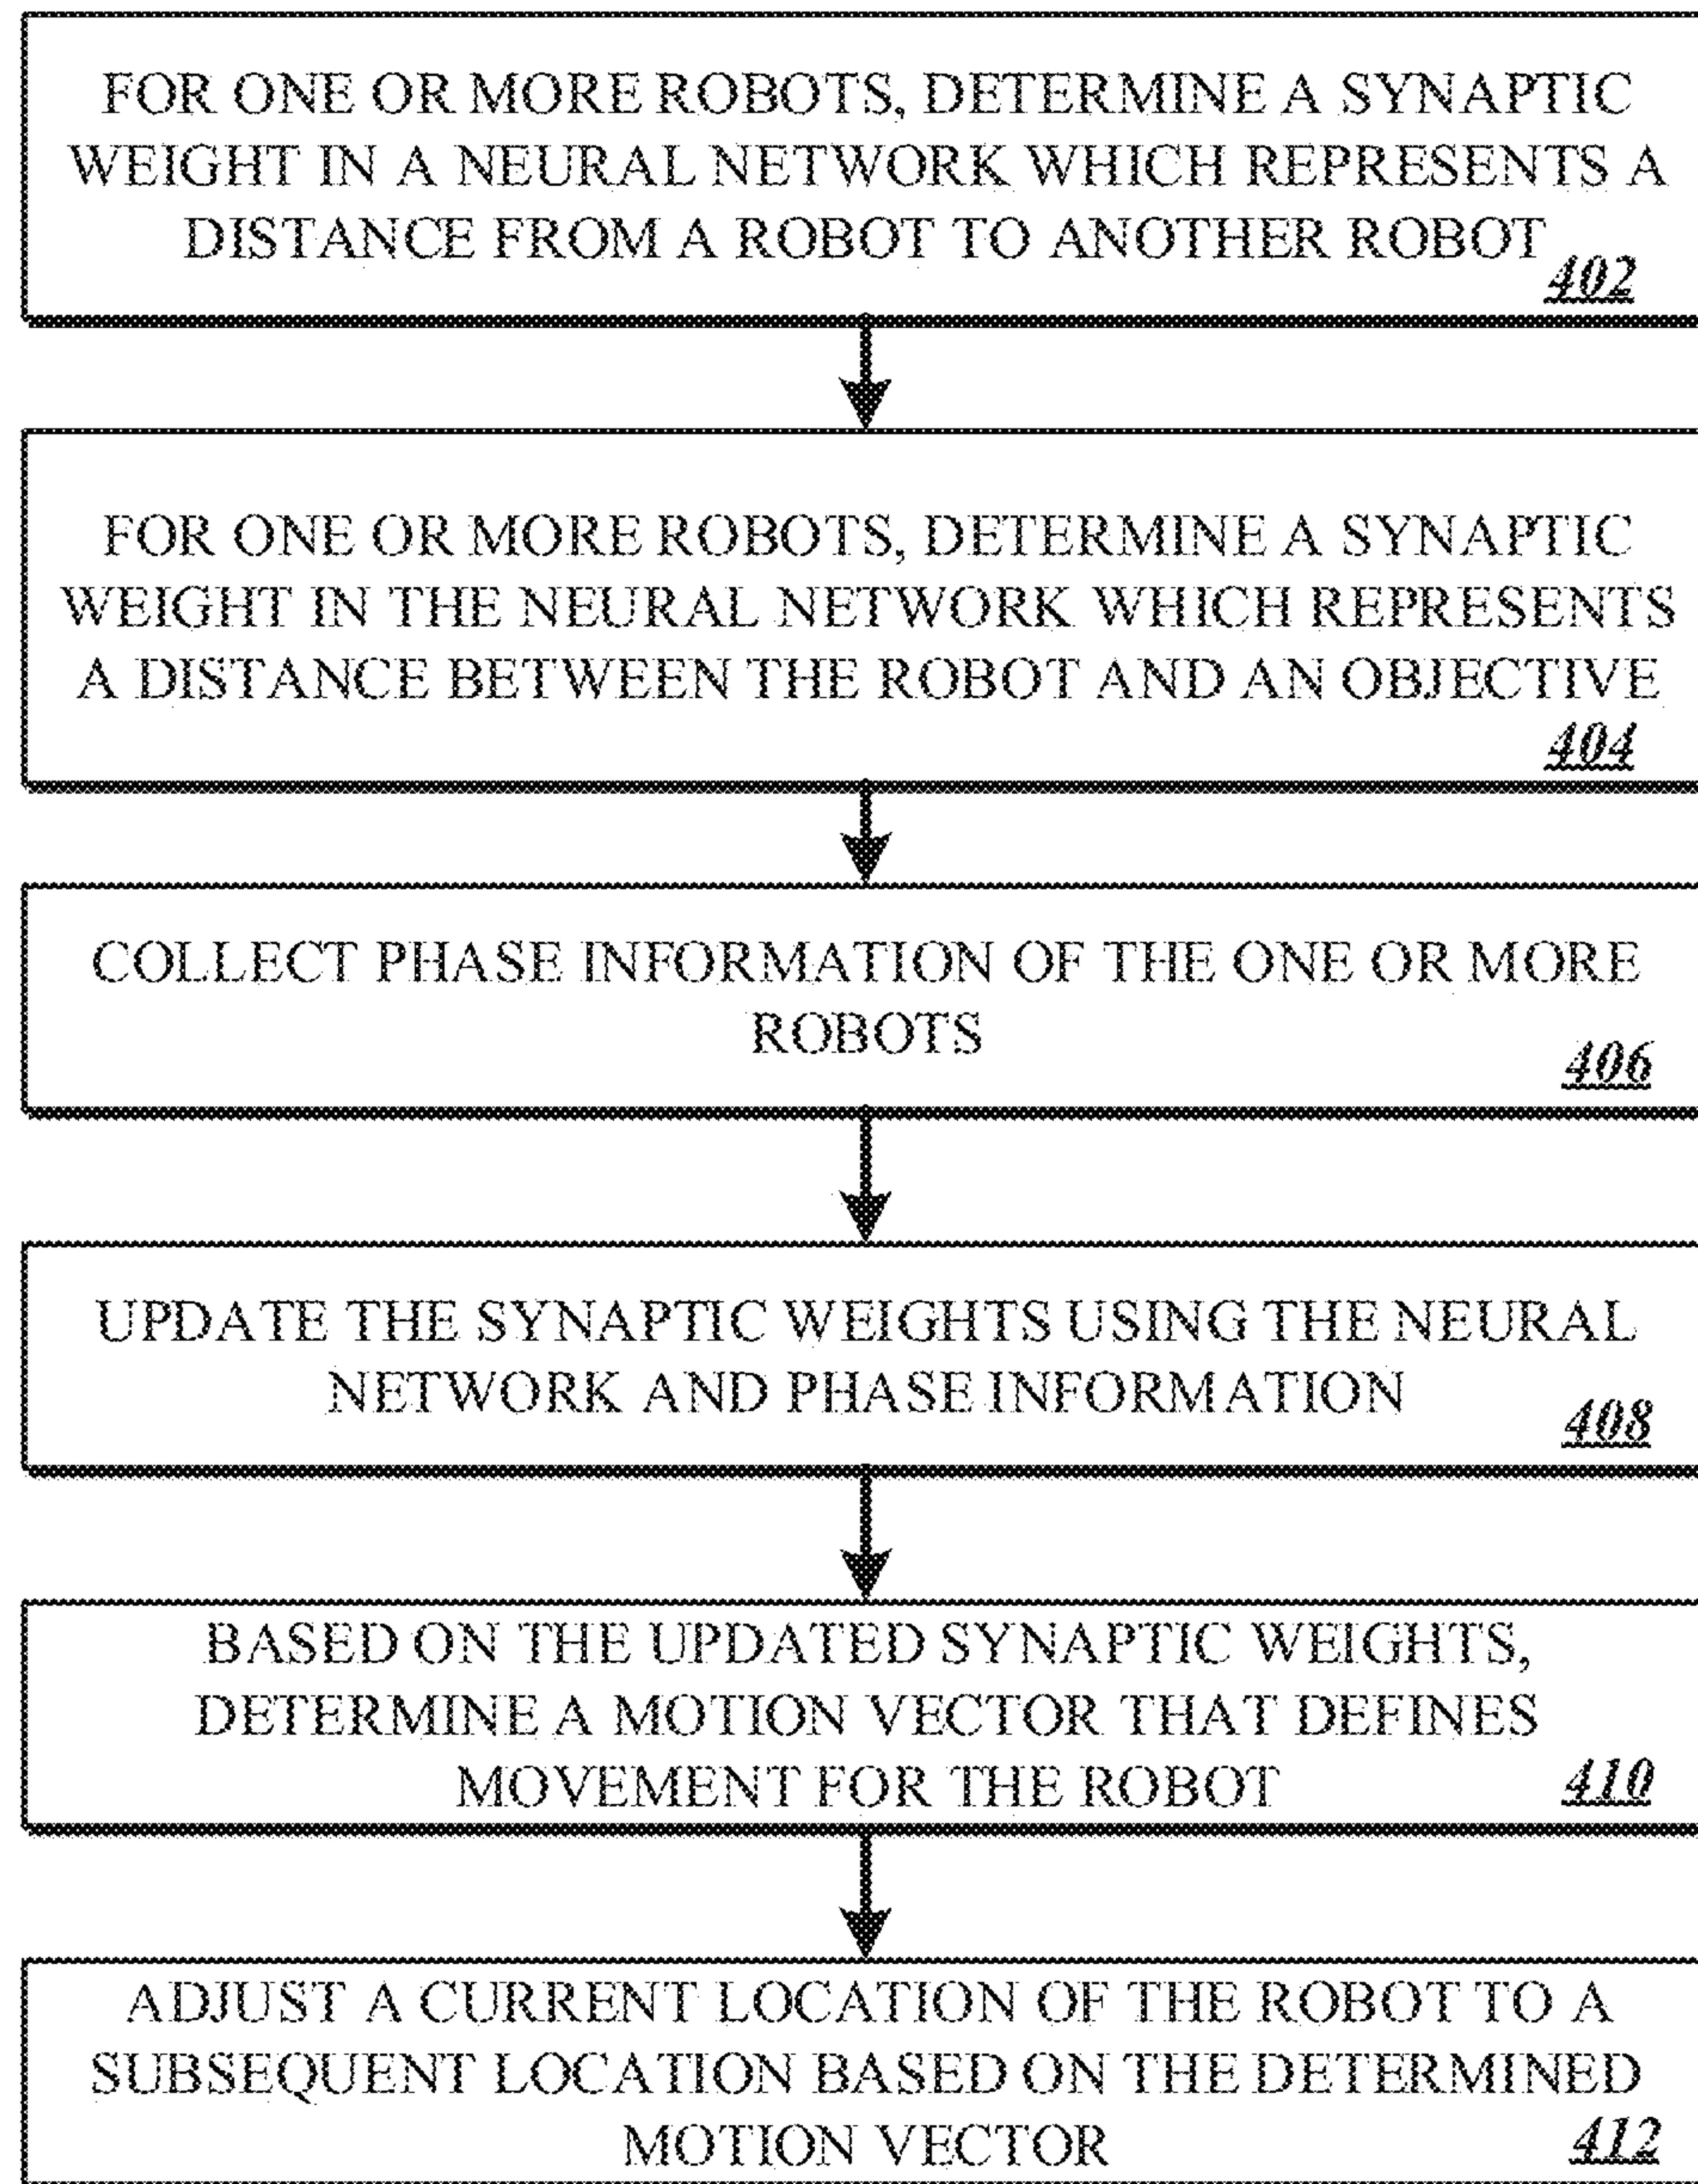 FOR ONE OR MORE ROBOTS, DETERMINE A SYNAPTIC
WEIGHT IN A NEURAL NETWORK WHICH REPRESENTS A
DISTANCE FROM A ROBOT TO ANOTHER ROBOT
402
FOR ONE OR MORE ROBOTS, DETERMINE A SYNAPTIC
WEIGHT IN THE NEURAL NETWORK WHICH REPRESENTS
A DISTANCE BETWEEN THE ROBOT AND AN OBJECTIVE
404
COLLECT PHASE INFORMATION OF THE ONE OR MORE
ROBOTS
406
UPDATE THE SYNAPTIC WEIGHTS USING THE NEURAL
NETWORK AND PHASE INFORMATION
408
BASED ON THE UPDATED SYNAPTIC WEIGHTS,
DETERMINE A MOTION VECTOR THAT DEFINES
MOVEMENT FOR THE ROBOT
410
ADJUST A CURRENT LOCATION OF THE ROBOT TO A
SUBSEQUENT LOCATION BASED ON THE DETERMINED
MOTION VECTOR
412